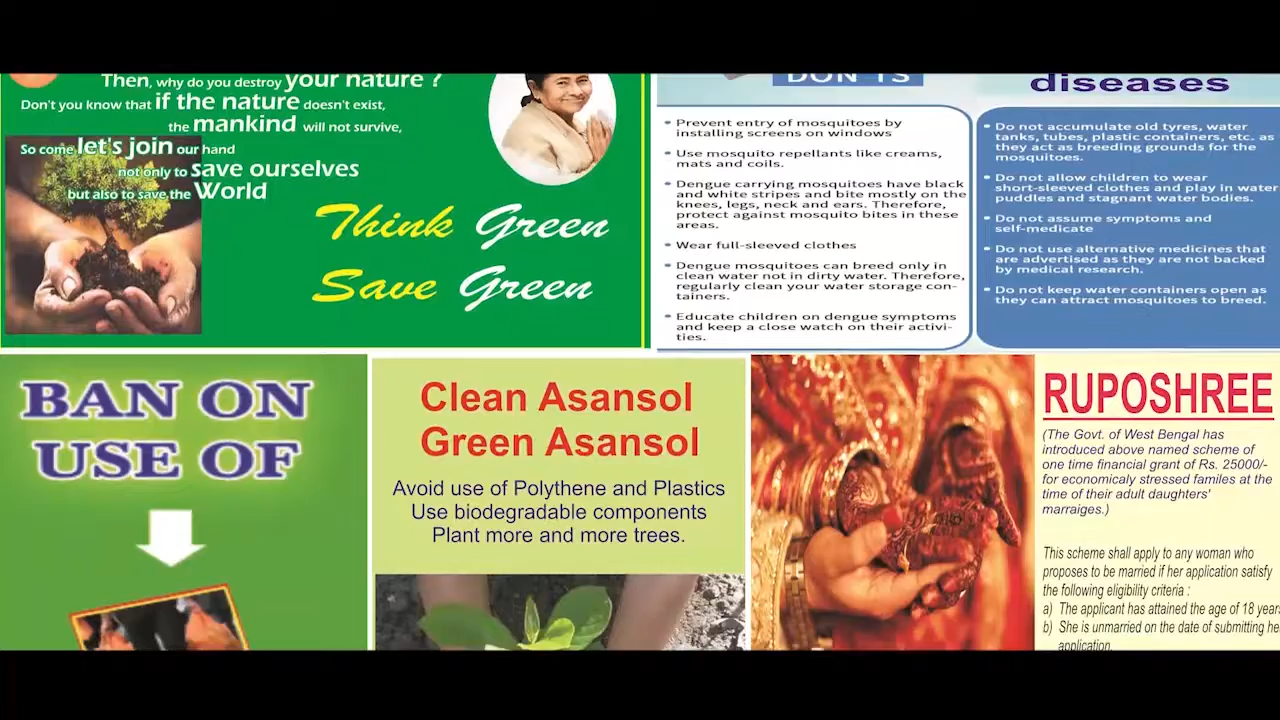 Then, why do you destroy your nature ?
Don't you know that if the nature doesn't exist,
the mankind will not survive,
So come let's join our hand
not only to save ourselves
but also to save the World
Think Green
Save Green
DON'TS
• Prevent entry of mosquitoes by
installing screens on windows
• Use mosquito repellants like creams,
mats and coils.
• Dengue carrying mosquitoes have black
and white stripes and bite mostly on the
knees, legs, neck and ears. Therefore,
protect against mosquito bites in these
areas.
• Wear full-sleeved clothes
• Dengue mosquitoes can breed only in
clean water not in dirty water. Therefore,
regularly clean your water storage con-
tainers.
• Educate children on dengue symptoms
and keep a close watch on their activi-
ties.
diseases
• Do not accumulate old tyres, water
tanks, tubes, plastic containers, etc. as
they act as breeding grounds for the
mosquitoes.
• Do not allow children to wear
short-sleeved clothes and play in water
puddles and stagnant water bodies.
• Do not assume symptoms and
self-medicate
• Do not use alternative medicines that
are advertised as they are not backed
by medical research.
• Do not keep water containers open as
they can attract mosquitoes to breed.
BAN ON
USE OF
Clean Asansol
Green Asansol
Avoid use of Polythene and Plastics
Use biodegradable components
Plant more and more trees.
RUPOSHREE
(The Govt. of West Bengal has
introduced above named scheme of
one time financial grant of Rs. 25000/-
for economicaly stressed familes at the
time of their adult daughters'
marraiges.)
This scheme shall apply to any woman who
proposes to be married if her application satisfy
the following eligibility criteria :
a) The applicant has attained the age of 18 year
b) She is unmarried on the date of submitting he
application.